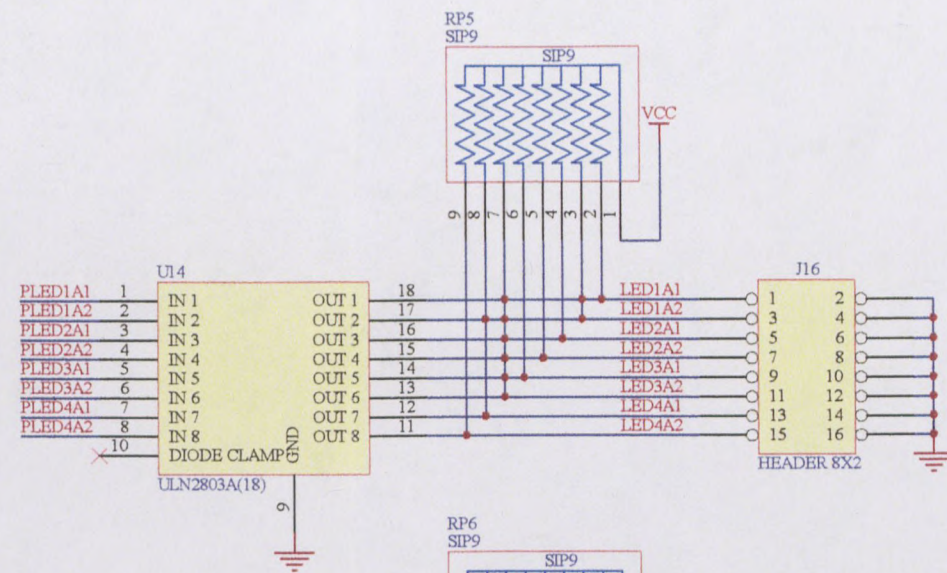 RP5
SIP9
SIP9
VCC
9 8 7 6 5 4 3 2 1
U14
J16
PLED1A1 1 IN 1 OUT 1 18 LED1A1 1 2
PLED1A2 2 IN 2 OUT 2 17 LED1A2 3 4
PLED2A1 3 IN 3 OUT 3 16 LED2A1 5 6
PLED2A2 4 IN 4 OUT 4 15 LED2A2 7 8
PLED3A1 5 IN 5 OUT 5 14 LED3A1 9 10
PLED3A2 6 IN 6 OUT 6 13 LED3A2 11 12
PLED4A1 7 IN 7 OUT 7 12 LED4A1 13 14
PLED4A2 8 IN 8 OUT 8 11 LED4A2 15 16
10 DIODE CLAMP GND
ULN2803A(18)
HEADER 8X2
9
RP6
SIP9
SIP9